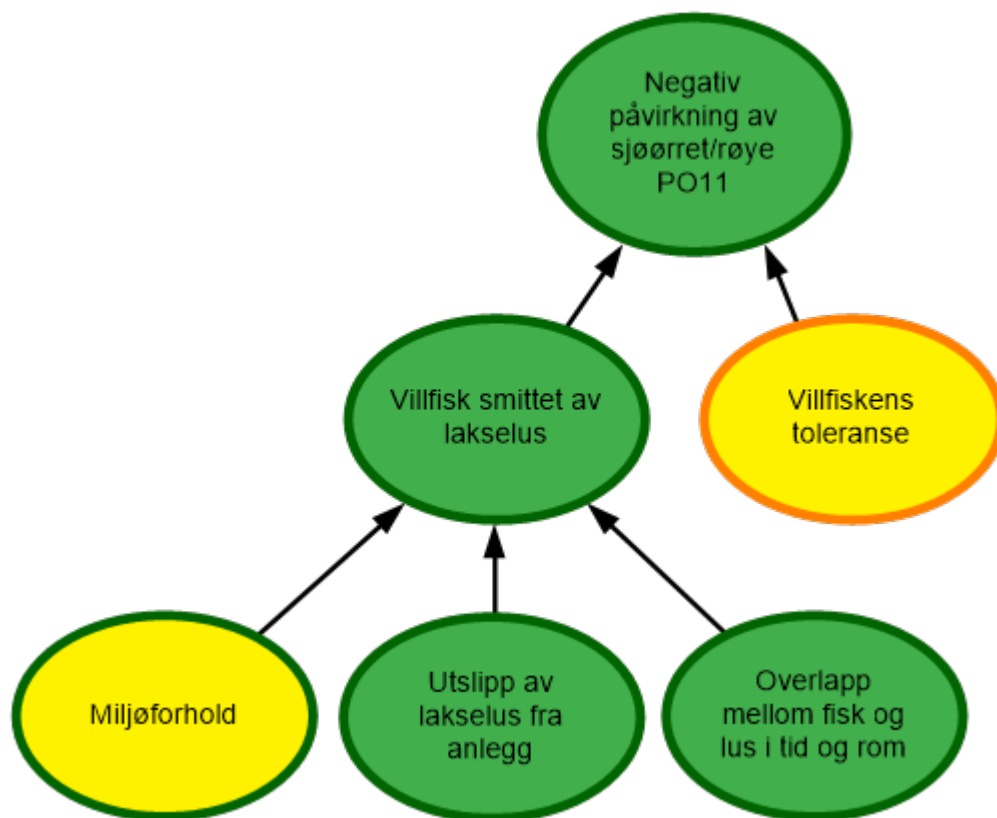 Negativ
påvirkning av
sjøørret/røye
PO11
Villfisk smittet av
lakselus
Villfiskens
toleranse
Miljøforhold
Utslipp av
lakselus fra
anlegg
Overlapp
mellom fisk og
lus i tid og rom